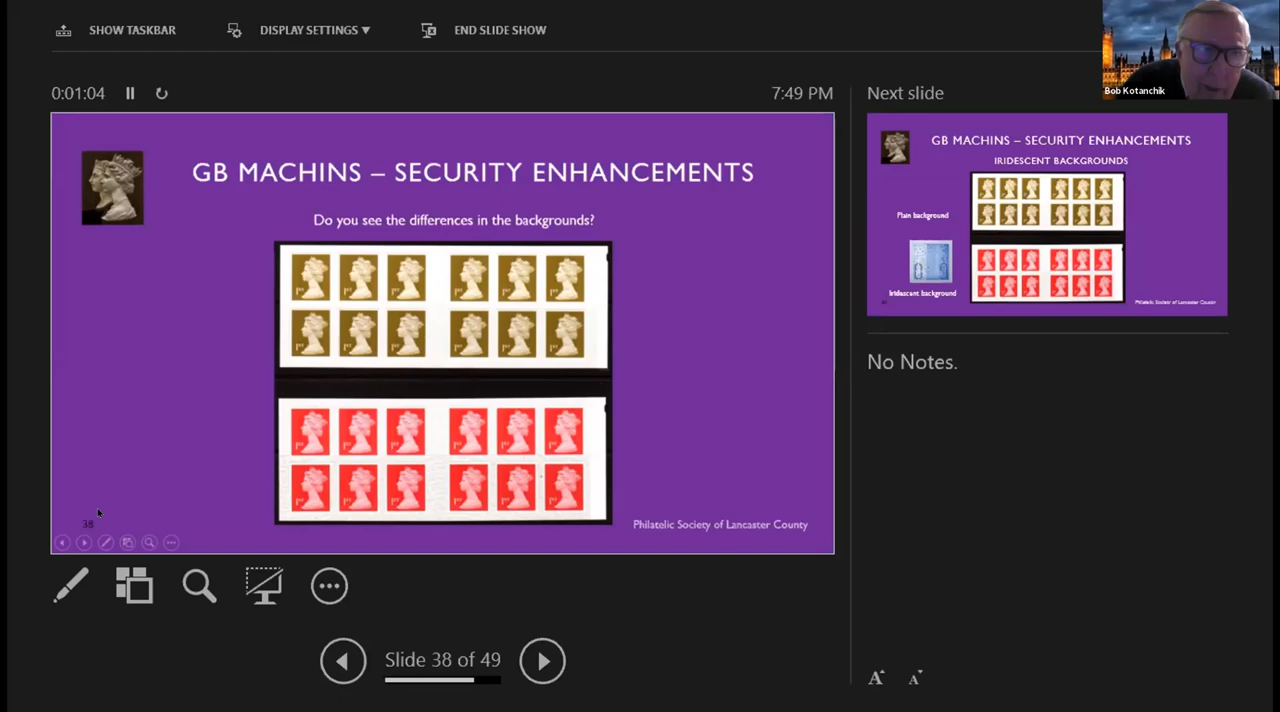 SHOW TASKBAR
DISPLAY SETTINGS ▼
END SLIDE SHOW
Bob Kotanchik
0:01:04
7:49 PM
Next slide
GB MACHINS – SECURITY ENHANCEMENTS
Do you see the differences in the backgrounds?
38
Philatelic Society of Lancaster County
GB MACHINS – SECURITY ENHANCEMENTS
IRIDESCENT BACKGROUNDS
Plain background
Iridescent background
Philatelic Society of Lancaster County
No Notes.
Slide 38 of 49
A A